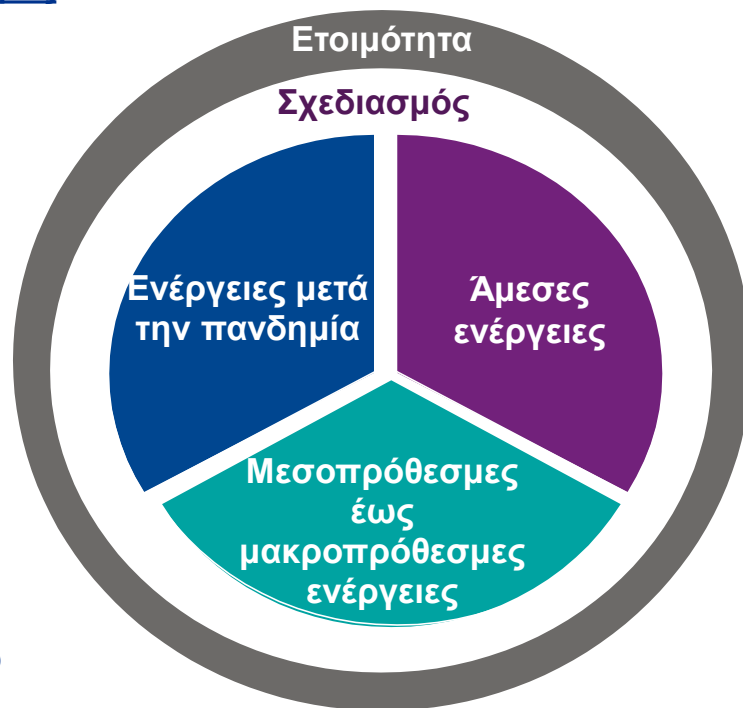 Ετοιμότητα
Σχεδιασμός
Ενέργειες μετά
την πανδημία
Άμεσες
ενέργειες
Μεσοπρόθεσμες
έως
μακροπρόθεσμες
ενέργειες